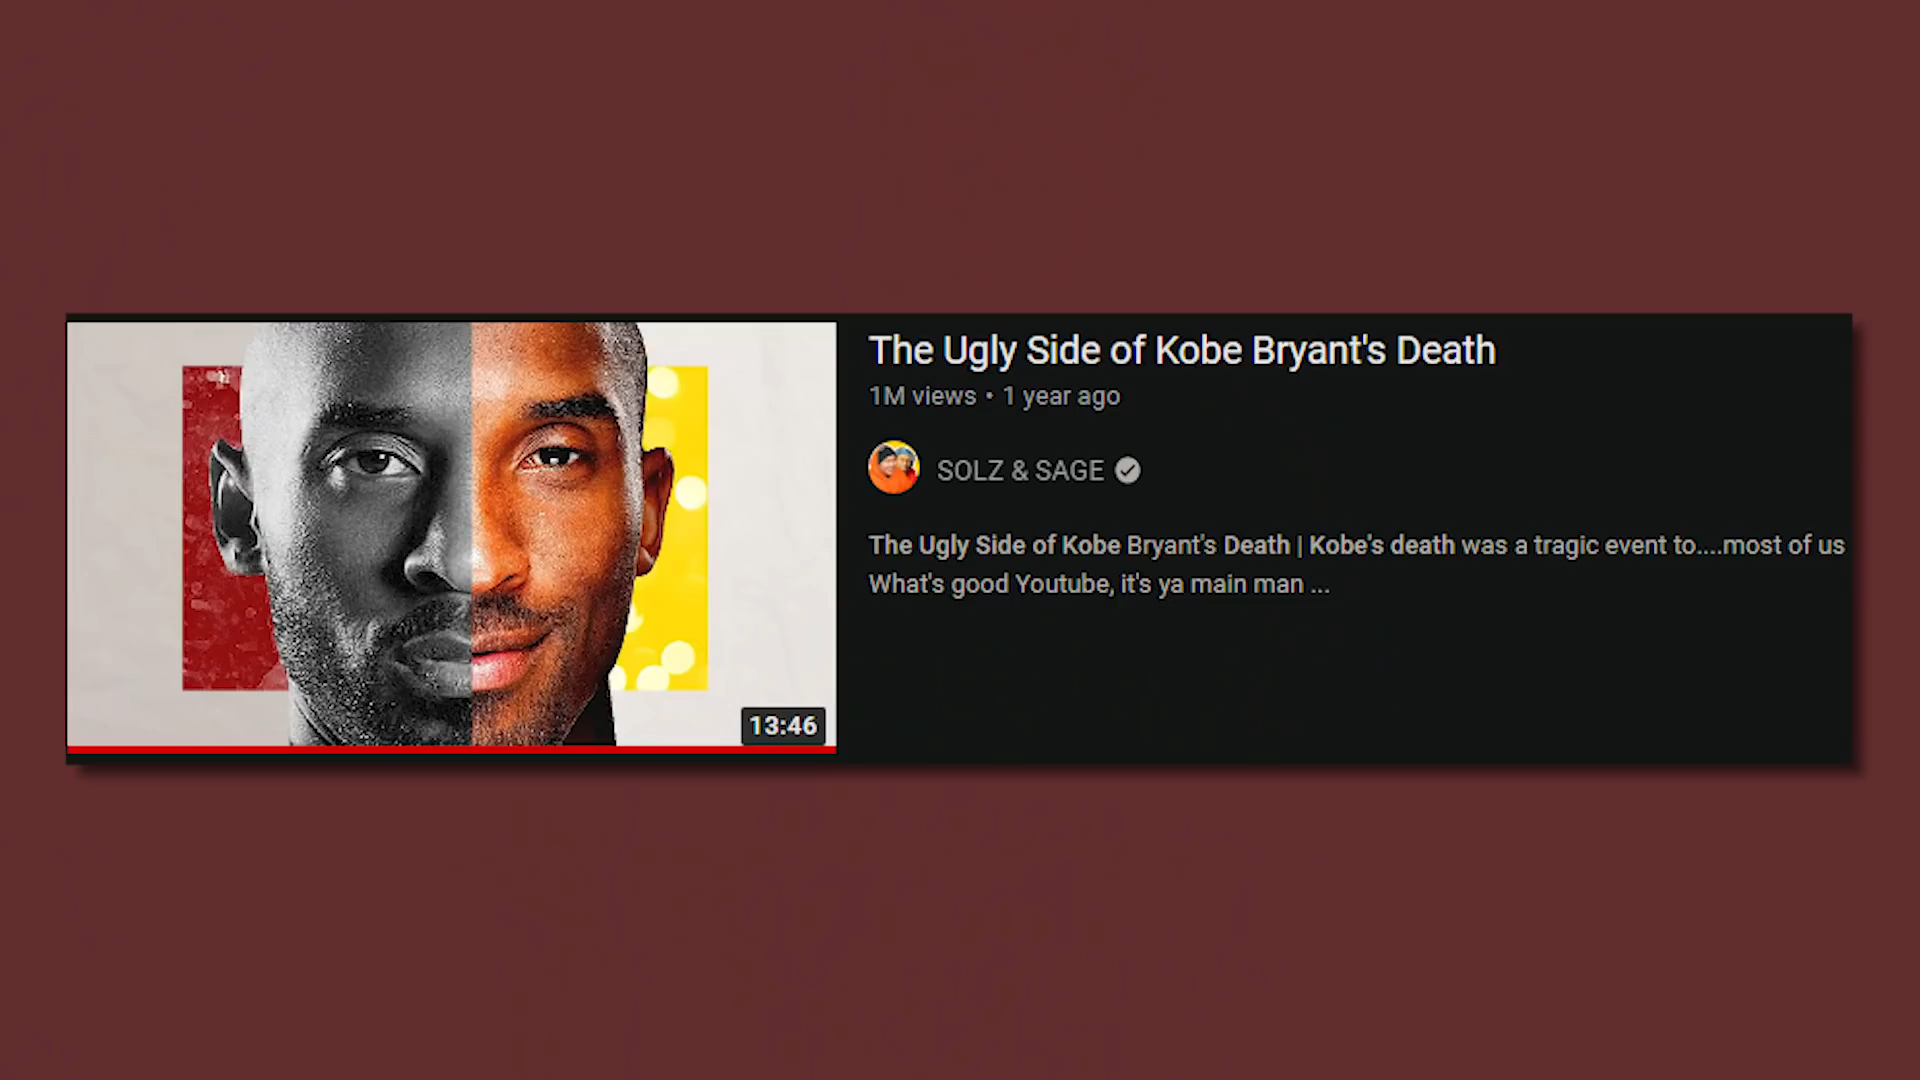 The Ugly Side of Kobe Bryant's Death
1M views • 1 year ago
SOLZ & SAGE
The Ugly Side of Kobe Bryant's Death | Kobe's death was a tragic event to....most of us
What's good Youtube, it's ya main man ...
13:46